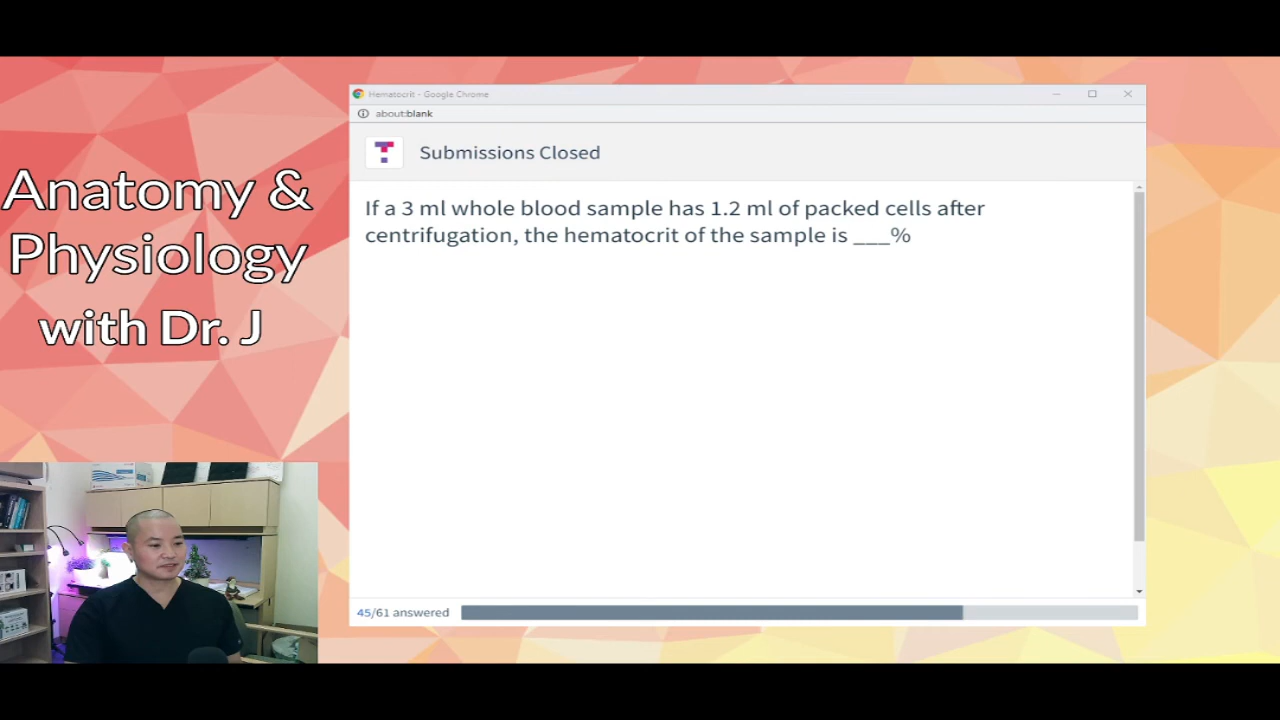 Anatomy &
Physiology
with Dr. J
Hematocrit - Google Chrome
about:blank
Submissions Closed
If a 3 ml whole blood sample has 1.2 ml of packed cells after
centrifugation, the hematocrit of the sample is ___%
45/61 answered